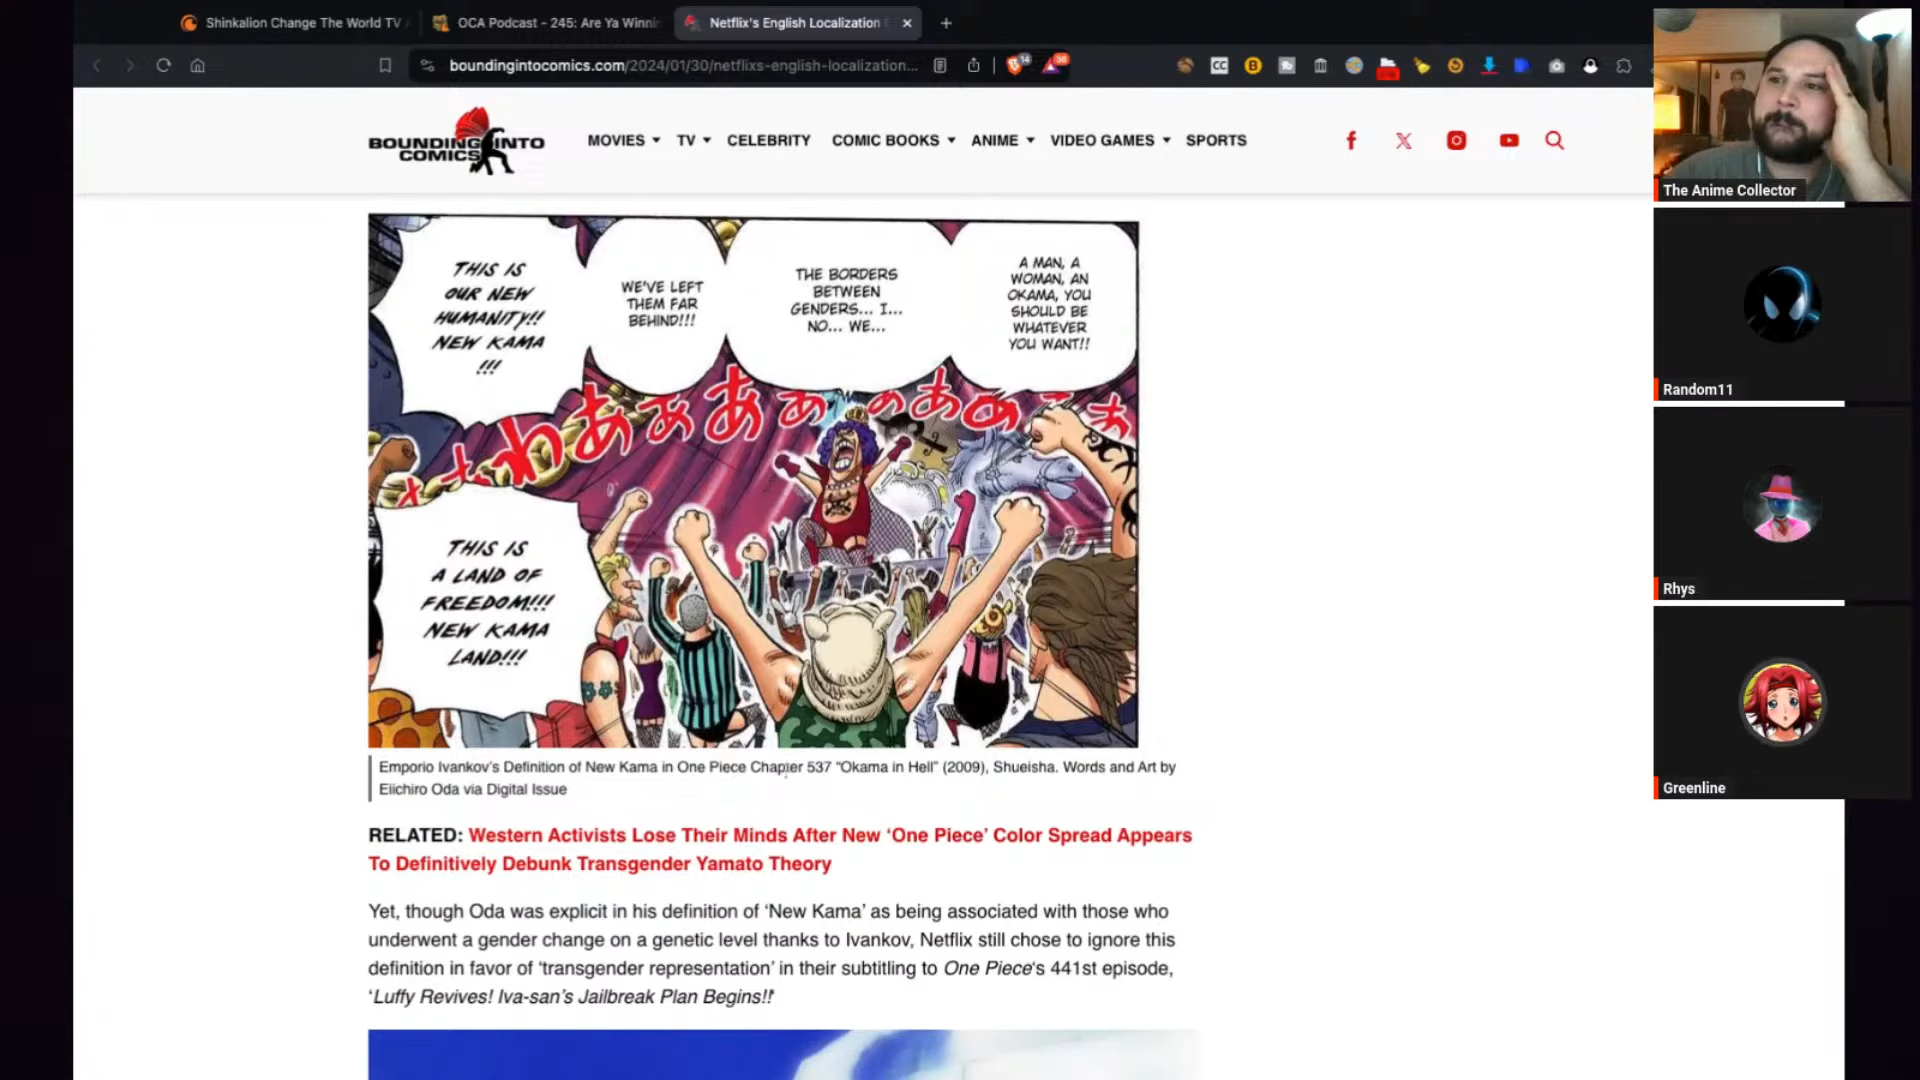 Shinkalion Change The World TV
OCA Podcast - 245: Are Ya Winni
Netflix's English Localization
boundingintocomics.com/2024/01/30/netflixs-english-localization...
14
36
CC
B
BOUNDING INTO
COMICS
MOVIES
TV
CELEBRITY
COMIC BOOKS
ANIME
VIDEO GAMES
SPORTS
THIS IS
OUR NEW
HUMANITY!!
NEW KAMA
!!!
WE'VE LEFT
THEM FAR
BEHIND!!!
THE BORDERS
BETWEEN
GENDERS... I...
NO... WE...
A MAN, A
WOMAN, AN
OKAMA, YOU
SHOULD BE
WHATEVER
YOU WANT!!
THIS IS
A LAND OF
FREEDOM!!!
NEW KAMA
LAND!!!
Emporio Ivankov's Definition of New Kama in One Piece Chapter 537 "Okama in Hell" (2009), Shueisha. Words and Art by
Eiichiro Oda via Digital Issue
RELATED: Western Activists Lose Their Minds After New ‘One Piece’ Color Spread Appears
To Definitively Debunk Transgender Yamato Theory
Yet, though Oda was explicit in his definition of ‘New Kama’ as being associated with those who
underwent a gender change on a genetic level thanks to Ivankov, Netflix still chose to ignore this
definition in favor of ‘transgender representation’ in their subtitling to One Piece‘s 441st episode,
‘Luffy Revives! Iva-san’s Jailbreak Plan Begins!!’
The Anime Collector
Random11
Rhys
Greenline